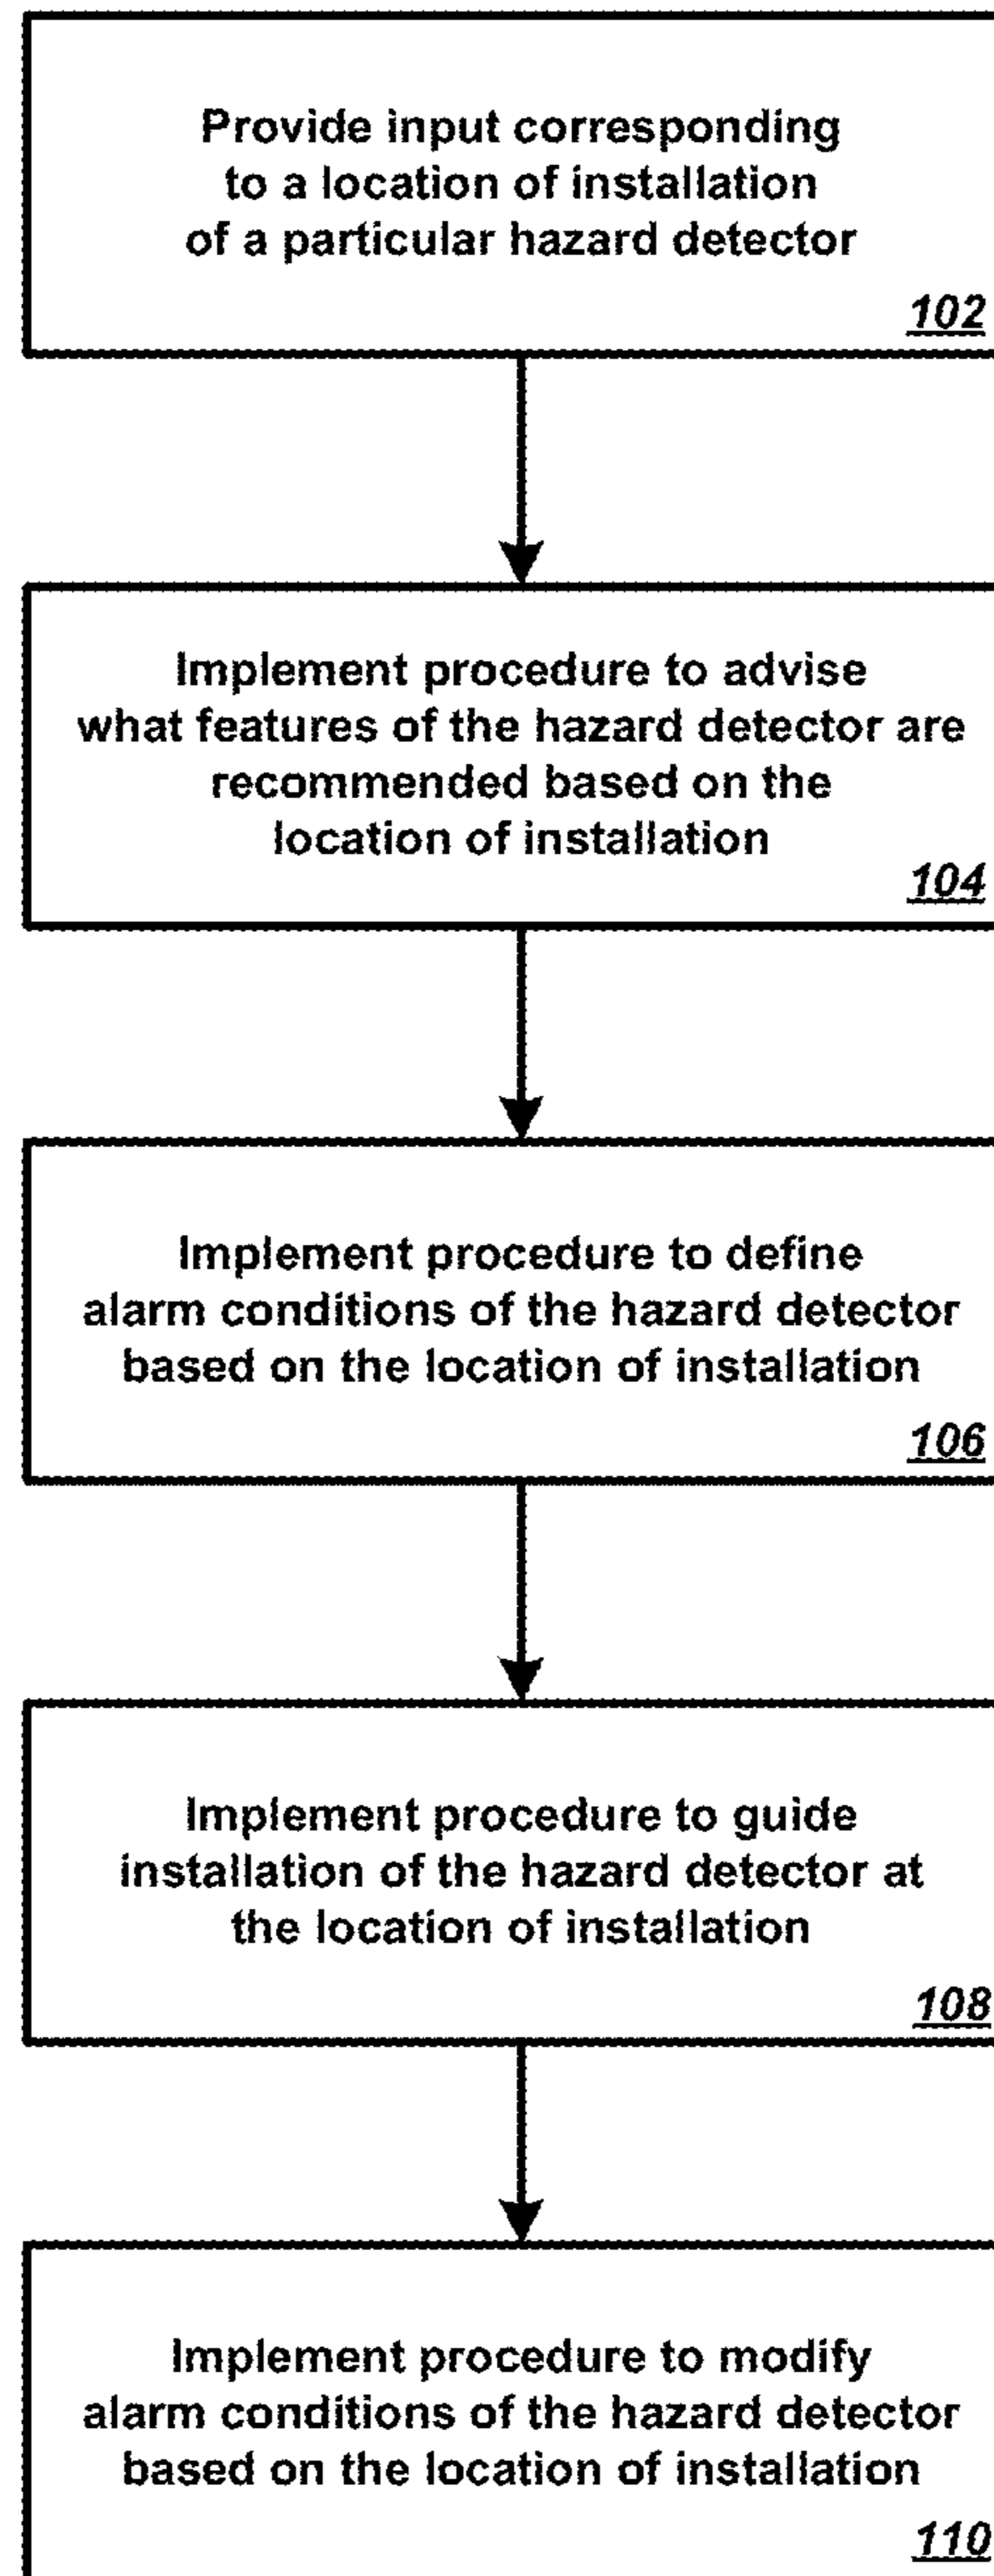 Provide input corresponding
to a location of installation
of a particular hazard detector
102
Implement procedure to advise
what features of the hazard detector are
recommended based on the
location of installation
104
Implement procedure to define
alarm conditions of the hazard detector
based on the location of installation
106
Implement procedure to guide
installation of the hazard detector at
the location of installation
108
Implement procedure to modify
alarm conditions of the hazard detector
based on the location of installation
110